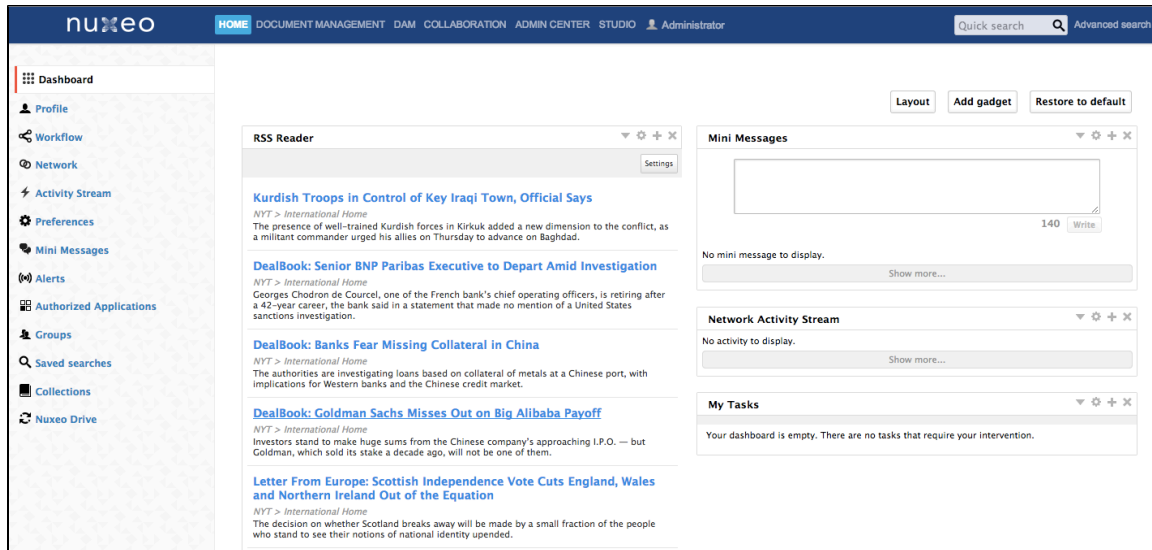 nuxeo
HOME DOCUMENT MANAGEMENT DAM COLLABORATION ADMIN CENTER STUDIO Administrator
Quick search
Advanced search
Dashboard
Profile
Workflow
Network
Activity Stream
Preferences
Mini Messages
Alerts
Authorized Applications
Groups
Saved searches
Collections
Nuxeo Drive
Layout
Add gadget
Restore to default
RSS Reader
Settings
Kurdish Troops in Control of Key Iraqi Town, Official Says
NYT > International Home
The presence of well-trained Kurdish forces in Kirkuk added a new dimension to the conflict, as
a militant commander urged his allies on Thursday to advance on Baghdad.
DealBook: Senior BNP Paribas Executive to Depart Amid Investigation
NYT > International Home
Georges Chodron de Courcel, one of the French bank's chief operating officers, is retiring after
a 42-year career, the bank said in a statement that made no mention of a United States
sanctions investigation.
DealBook: Banks Fear Missing Collateral in China
NYT > International Home
The authorities are investigating loans based on collateral of metals at a Chinese port, with
implications for Western banks and the Chinese credit market.
DealBook: Goldman Sachs Misses Out on Big Alibaba Payoff
NYT > International Home
Investors stand to make huge sums from the Chinese company's approaching I.P.O. — but
Goldman, which sold its stake a decade ago, will not be one of them.
Letter From Europe: Scottish Independence Vote Cuts England, Wales
and Northern Ireland Out of the Equation
NYT > International Home
The decision on whether Scotland breaks away will be made by a small fraction of the people
who stand to see their notions of national identity upended.
Mini Messages
140 Write
No mini message to display.
Show more...
Network Activity Stream
No activity to display.
Show more...
My Tasks
Your dashboard is empty. There are no tasks that require your intervention.